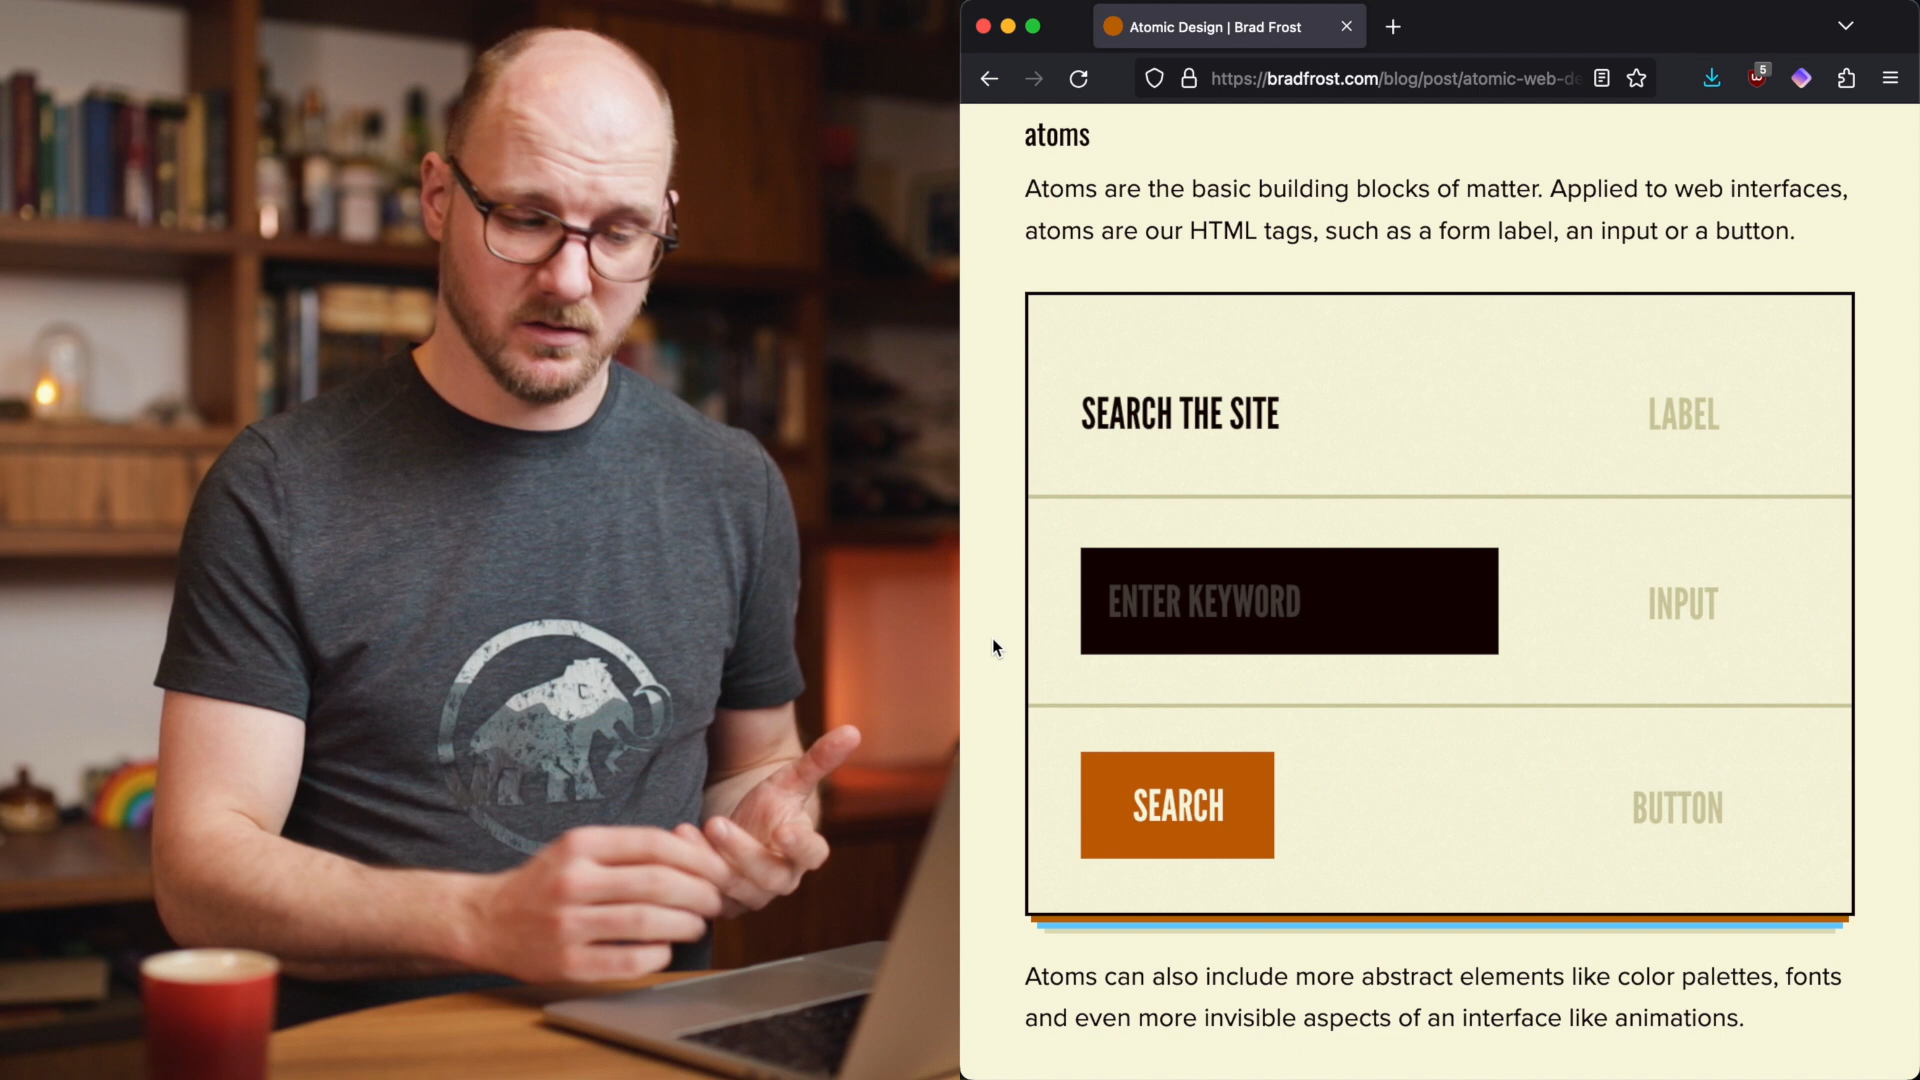 Atomic Design | Brad Frost
5
https://bradfrost.com/blog/post/atomic-web-de
atoms
Atoms are the basic building blocks of matter. Applied to web interfaces,
atoms are our HTML tags, such as a form label, an input or a button.
SEARCH THE SITE
LABEL
ENTER KEYWORD
INPUT
SEARCH
BUTTON
Atoms can also include more abstract elements like color palettes, fonts
and even more invisible aspects of an interface like animations.